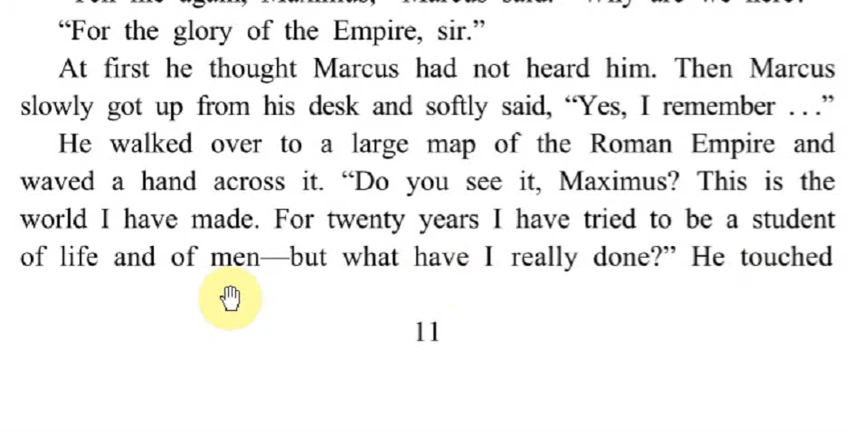 "For the glory of the Empire, sir."
At first he thought Marcus had not heard him. Then Marcus
slowly got up from his desk and softly said, "Yes, I remember ..."
He walked over to a large map of the Roman Empire and
waved a hand across it. "Do you see it, Maximus? This is the
world I have made. For twenty years I have tried to be a student
of life and of men—but what have I really done?" He touched
11